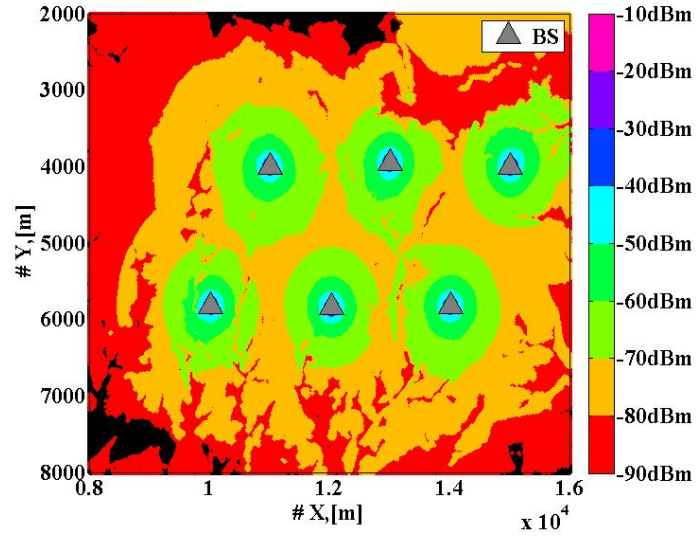 2000
3000
4000
5000
6000
7000
8000
# Y,[m]
0.8
1
1.2
1.4
1.6
# X,[m]
x 10^4
BS
-10dBm
-20dBm
-30dBm
-40dBm
-50dBm
-60dBm
-70dBm
-80dBm
-90dBm